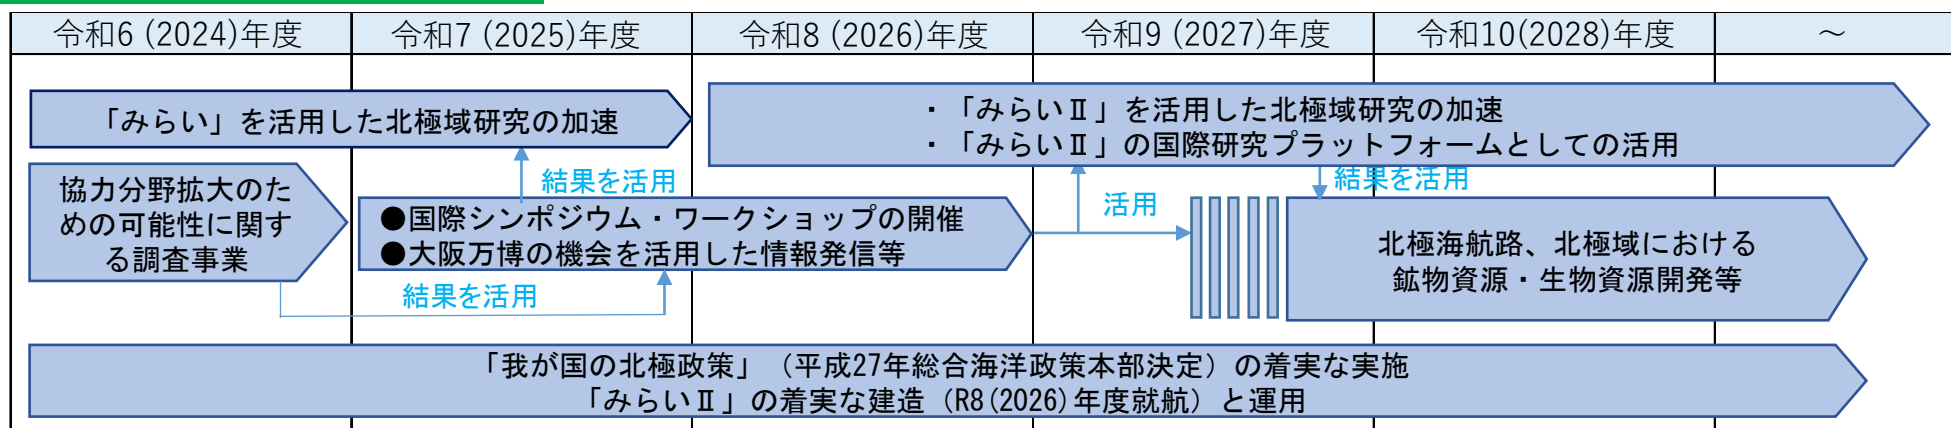 令和6 (2024)年度
令和7 (2025)年度
令和8 (2026)年度
令和9 (2027)年度
令和10(2028)年度
～
「みらい」を活用した北極域研究の加速
・「みらいⅡ」を活用した北極域研究の加速
・「みらいⅡ」の国際研究プラットフォームとしての活用
協力分野拡大のた
めの可能性に関す
る調査事業
結果を活用
●国際シンポジウム・ワークショップの開催
●大阪万博の機会を活用した情報発信等
結果を活用
活用
結果を活用
北極海航路、北極域における
鉱物資源・生物資源開発等
「我が国の北極政策」（平成27年総合海洋政策本部決定）の着実な実施
「みらいⅡ」の着実な建造（R8(2026)年度就航）と運用